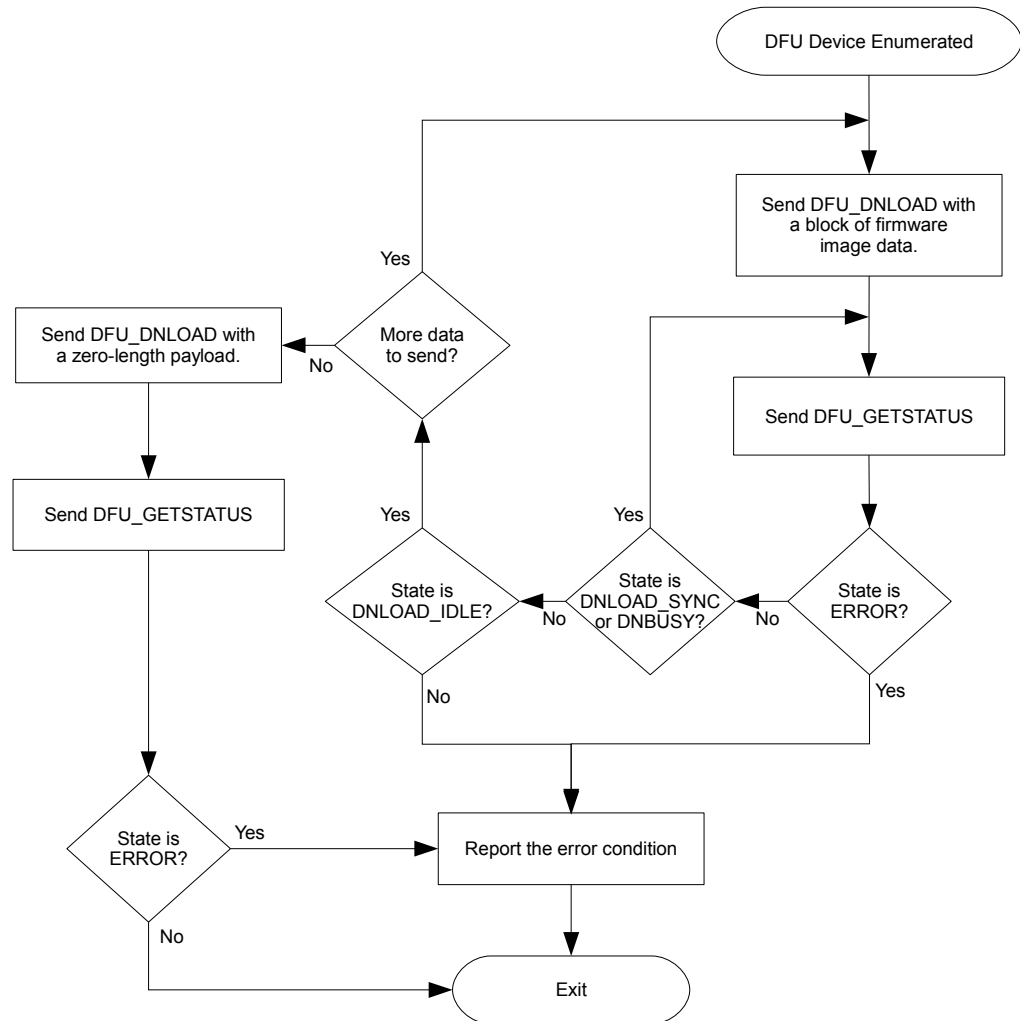 DFU Device Enumerated
Send DFU_DNLOAD with
a block of firmware
image data.
Yes
More data
to send?
No
Send DFU_DNLOAD with
a zero-length payload.
Send DFU_GETSTATUS
Send DFU_GETSTATUS
Yes
Yes
State is
DNLOAD_IDLE?
No
State is
DNLOAD_SYNC
or DNBUSY?
No
State is
ERROR?
No
Yes
State is
ERROR?
Yes
No
Report the error condition
Exit